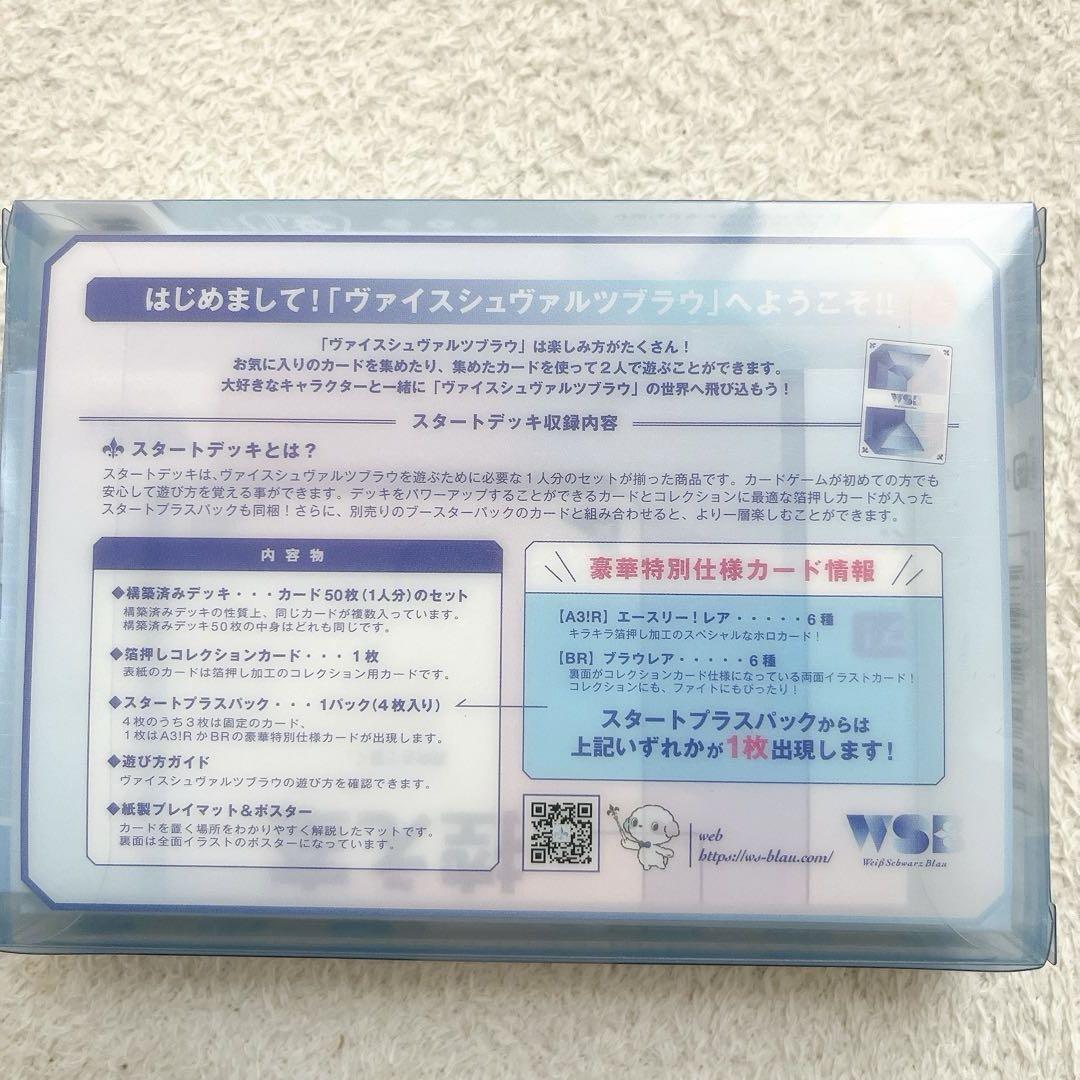 はじめまして!「ヴァイスシュヴァルツブラウ」へようこそ!!
「ヴァイスシュヴァルツブラウ」は楽しみ方がたくさん!
お気に入りのカードを集めたり、集めたカードを使って2人で遊ぶことができます。
大好きなキャラクターと一緒に「ヴァイスシュヴァルツブラウ」の世界へ飛び込もう!
WSB
スタートデッキ収録内容
スタートデッキとは?
スタートデッキは、ヴァイスシュヴァルツブラウを遊ぶために必要な1人分のセットが揃った商品です。カードゲームが初めての方でも
安心して遊び方を覚える事ができます。デッキをパワーアップすることができるカードとコレクションに最適な箔押しカードが入った
スタートプラスパックも同梱!さらに、別売りのブースターパックのカードと組み合わせると、より一層楽しむことができます。
内容物
◆構築済みデッキ・・・カード50枚(1人分)のセット
構築済みデッキの性質上、同じカードが複数入っています。
構築済みデッキ50枚の中身はどれも同じです。
◆箔押しコレクションカード・・・1枚
表紙のカードは箔押し加工のコレクション用カードです。
◆スタートプラスパック・・・1パック(4枚入り)
4枚のうち3枚は固定のカード、
1枚はA3!RかBRの豪華特別仕様カードが出現します。
◆遊び方ガイド
ヴァイスシュヴァルツブラウの遊び方を確認できます。
◆紙製プレイマット&ポスター
カードを置く場所をわかりやすく解説したマットです。
裏面は全面イラストのポスターになっています。
豪華特別仕様カード情報
【A3!R】エースリー!レア・・・・・6種
キラキラ箔押し加工のスペシャルなホロカード!
【BR】ブラウレア・・・・・6種
裏面がコレクションカード仕様になっている両面イラストカード!
コレクションにも、ファイトにもぴったり!
スタートプラスパックからは
上記いずれかが1枚出現します!
web
https://ws-blau.com/
WSB
Weiß Schwarz Blau